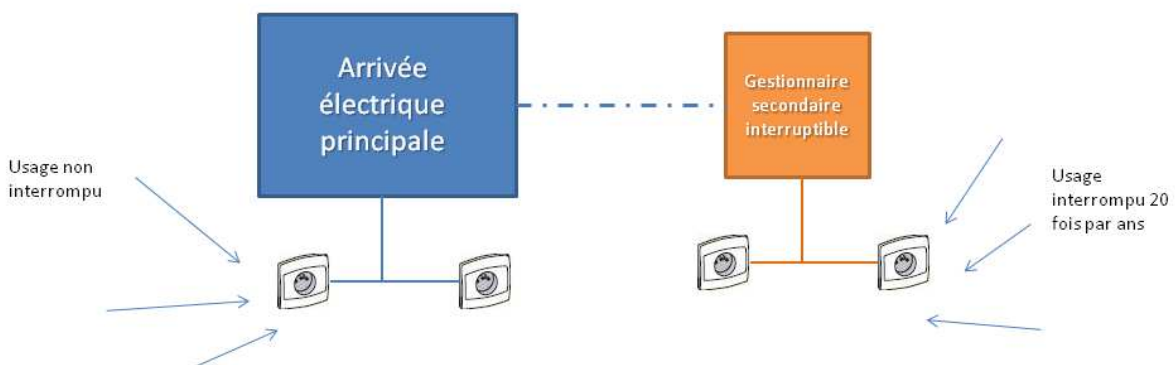 Arrivée
électrique
principale
Gestionnaire
secondaire
interruptible
Usage non
interrompu
Usage
interrompu 20
fois par ans